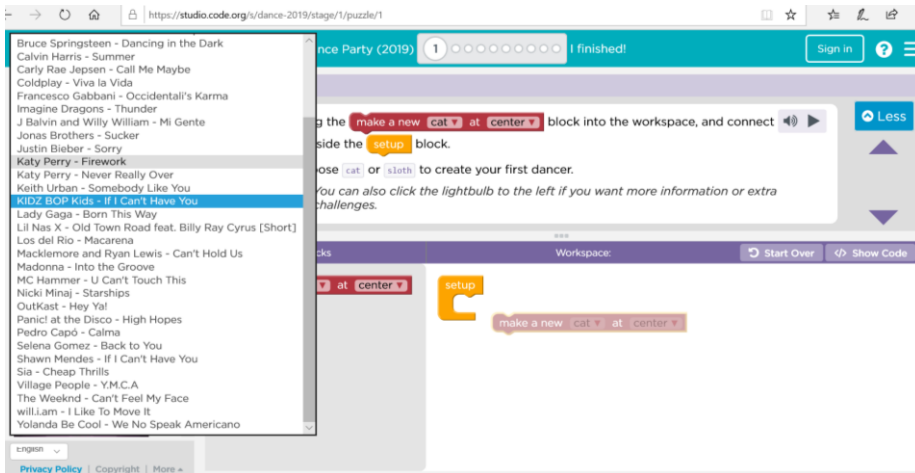 https://studio.code.org/s/dance-2019/stage/1/puzzle/1
nce Party (2019) 1 I finished! Sign in ?
Bruce Springsteen - Dancing in the Dark
Calvin Harris - Summer
Carly Rae Jepsen - Call Me Maybe
Coldplay - Viva la Vida
Francesco Gabbani - Occidentali's Karma
Imagine Dragons - Thunder
J Balvin and Willy William - Mi Gente
Jonas Brothers - Sucker
Justin Bieber - Sorry
Katy Perry - Firework
Katy Perry - Never Really Over
Keith Urban - Somebody Like You
KIDZ BOP Kids - If I Can't Have You
Lady Gaga - Born This Way
Lil Nas X - Old Town Road feat. Billy Ray Cyrus [Short]
Los del Rio - Macarena
Macklemore and Ryan Lewis - Can't Hold Us
Madonna - Into the Groove
MC Hammer - U Can't Touch This
Nicki Minaj - Starships
OutKast - Hey Ya!
Panic! at the Disco - High Hopes
Pedro Capó - Calma
Selena Gomez - Back to You
Shawn Mendes - If I Can't Have You
Sia - Cheap Thrills
Village People - Y.M.C.A
The Weeknd - Can't Feel My Face
will.i.am - I Like To Move It
Yolanda Be Cool - We No Speak Americano
English
Privacy Policy | Copyright | More
g the make a new cat at center block into the workspace, and connect
side the setup block.
ose cat or sloth to create your first dancer.
You can also click the lightbulb to the left if you want more information or extra
challenges.
Less
cks Workspace: Start Over Show Code
at center
setup
make a new cat at center